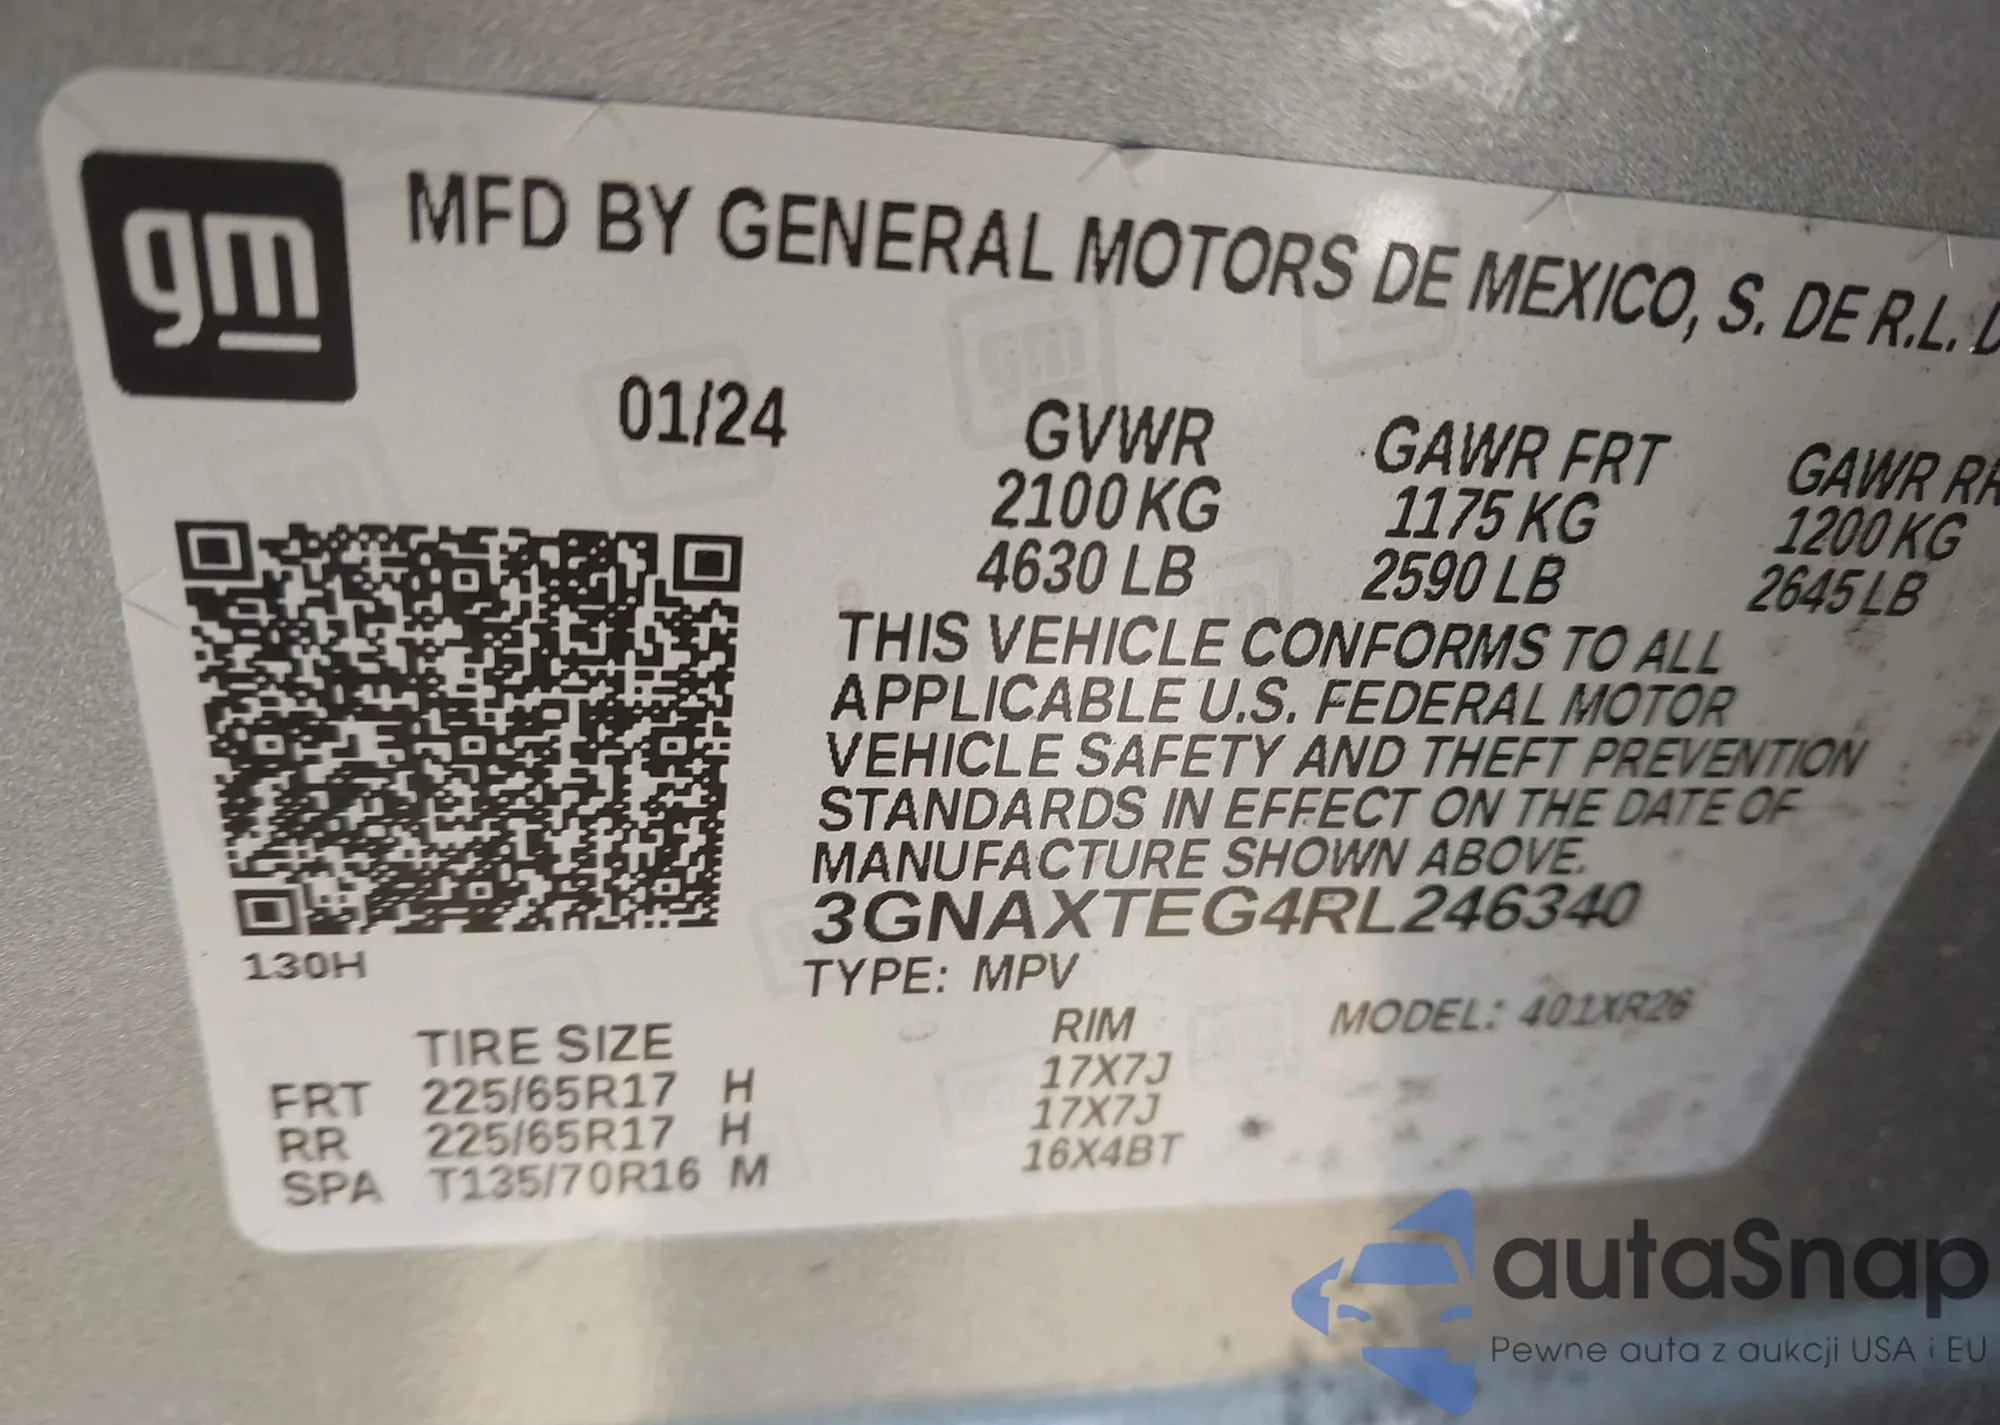 gm
MFD BY GENERAL MOTORS DE MEXICO, S. DE R.L.
01/24
GVWR GAWR FRT GAWR RR
2100 KG 1175 KG 1200 KG
4630 LB 2590 LB 2645 LB
THIS VEHICLE CONFORMS TO ALL
APPLICABLE U.S. FEDERAL MOTOR
VEHICLE SAFETY AND THEFT PREVENTION
STANDARDS IN EFFECT ON THE DATE OF
MANUFACTURE SHOWN ABOVE.
3GNAXTEG4RL246340
130H
TYPE: MPV
MODEL: 401XR26
TIRE SIZE RIM
FRT 225/65R17 H 17X7J
RR 225/65R17 H 17X7J
SPA T135/70R16 M 16X4BT
autaSnap
Pewne auta z aukcji USA i EU